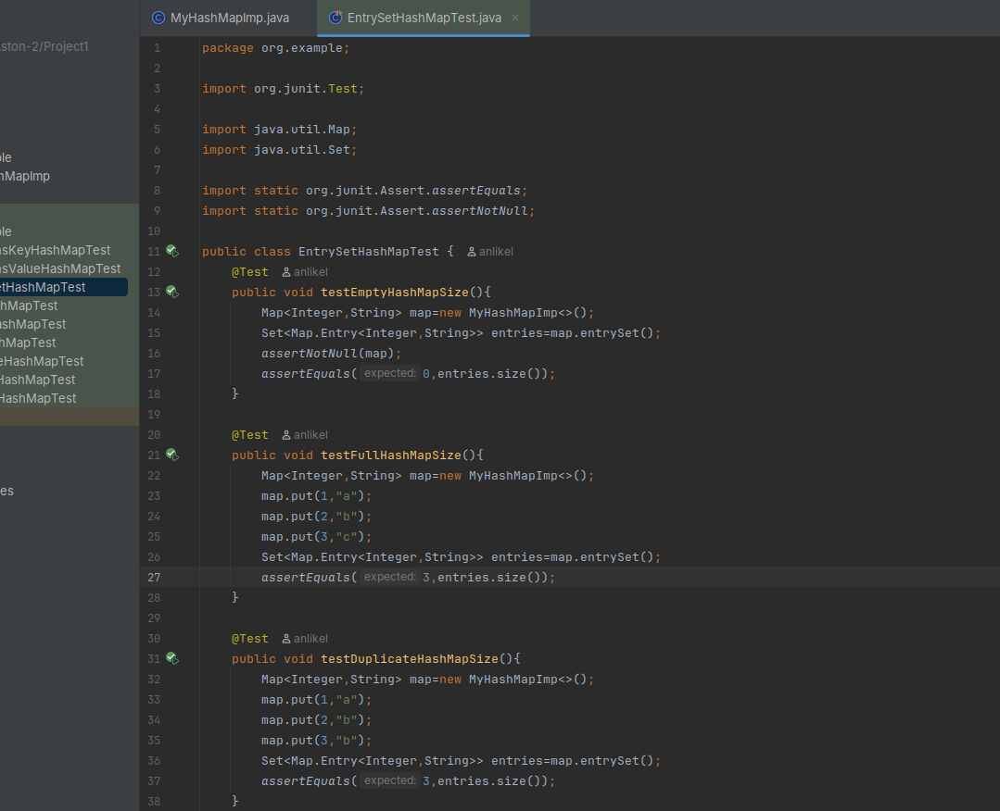 MyHashMapImp.java
EntrySetHashMapTest.java
ston-2/Project1
ole
hMapImp
ole
sKeyHashMapTest
sValueHashMapTest
etHashMapTest
hMapTest
ashMapTest
hMapTest
eHashMapTest
HashMapTest
HashMapTest
es
1 package org.example;
2
3 import org.junit.Test;
4
5 import java.util.Map;
6 import java.util.Set;
7
8 import static org.junit.Assert.assertEquals;
9 import static org.junit.Assert.assertNotNull;
10
11 public class EntrySetHashMapTest { anlikel
12 @Test anlikel
13 public void testEmptyHashMapSize(){
14 Map<Integer,String> map=new MyHashMapImp<>();
15 Set<Map.Entry<Integer,String>> entries=map.entrySet();
16 assertNotNull(map);
17 assertEquals( expected: 0,entries.size());
18 }
19
20 @Test anlikel
21 public void testFullHashMapSize(){
22 Map<Integer,String> map=new MyHashMapImp<>();
23 map.put(1,"a");
24 map.put(2,"b");
25 map.put(3,"c");
26 Set<Map.Entry<Integer,String>> entries=map.entrySet();
27 assertEquals( expected: 3,entries.size());
28 }
29
30 @Test anlikel
31 public void testDuplicateHashMapSize(){
32 Map<Integer,String> map=new MyHashMapImp<>();
33 map.put(1,"a");
34 map.put(2,"b");
35 map.put(3,"b");
36 Set<Map.Entry<Integer,String>> entries=map.entrySet();
37 assertEquals( expected: 3,entries.size());
38 }